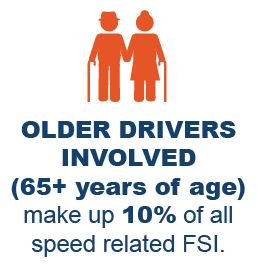 OLDER DRIVERS
INVOLVED
(65+ years of age)
make up 10% of all
speed related FSI.